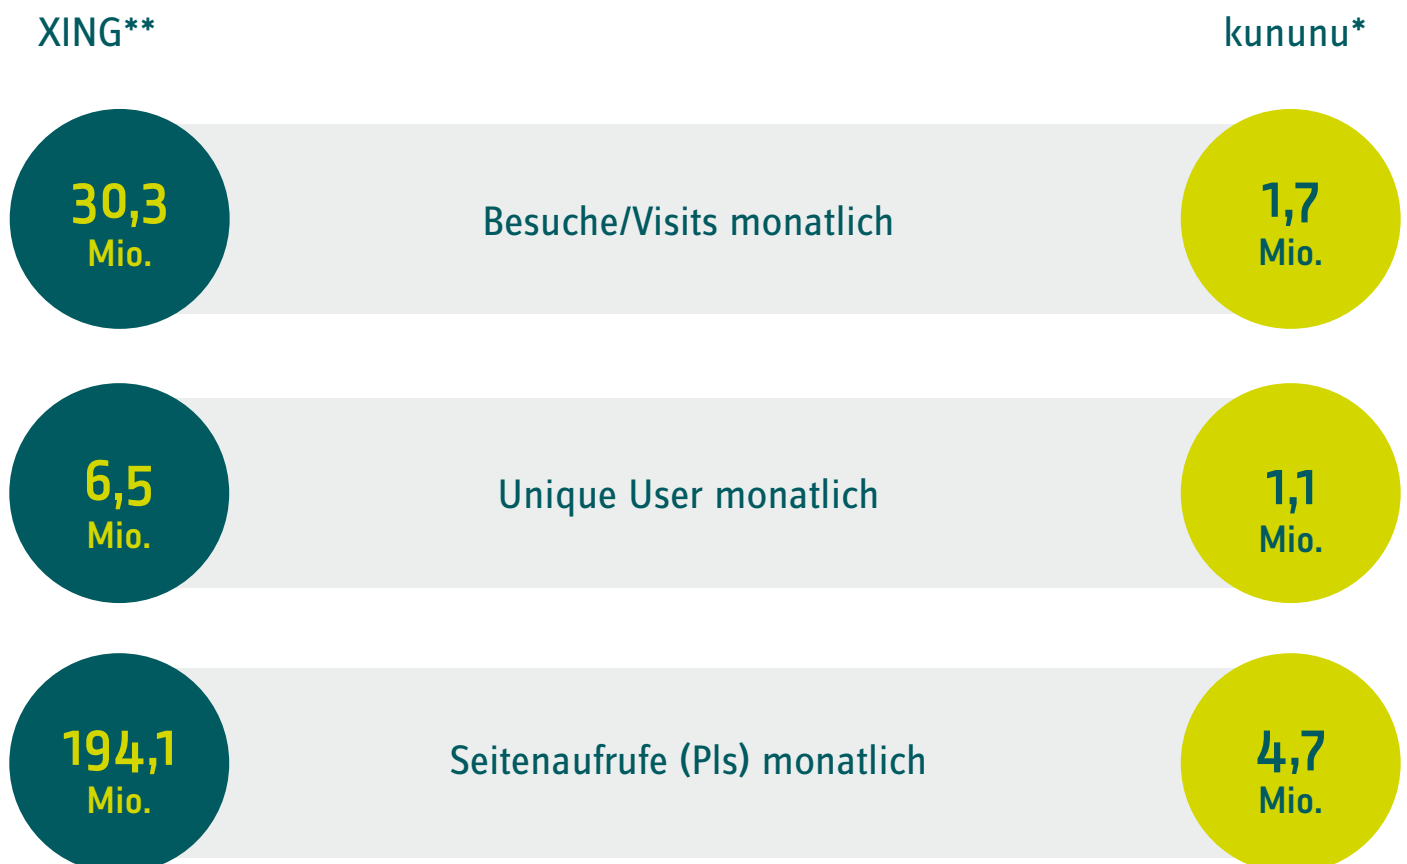 XING** kununu*
30,3 Mio.
Besuche/Visits monatlich
1,7 Mio.
6,5 Mio.
Unique User monatlich
1,1 Mio.
194,1 Mio.
Seitenaufrufe (PIs) monatlich
4,7 Mio.